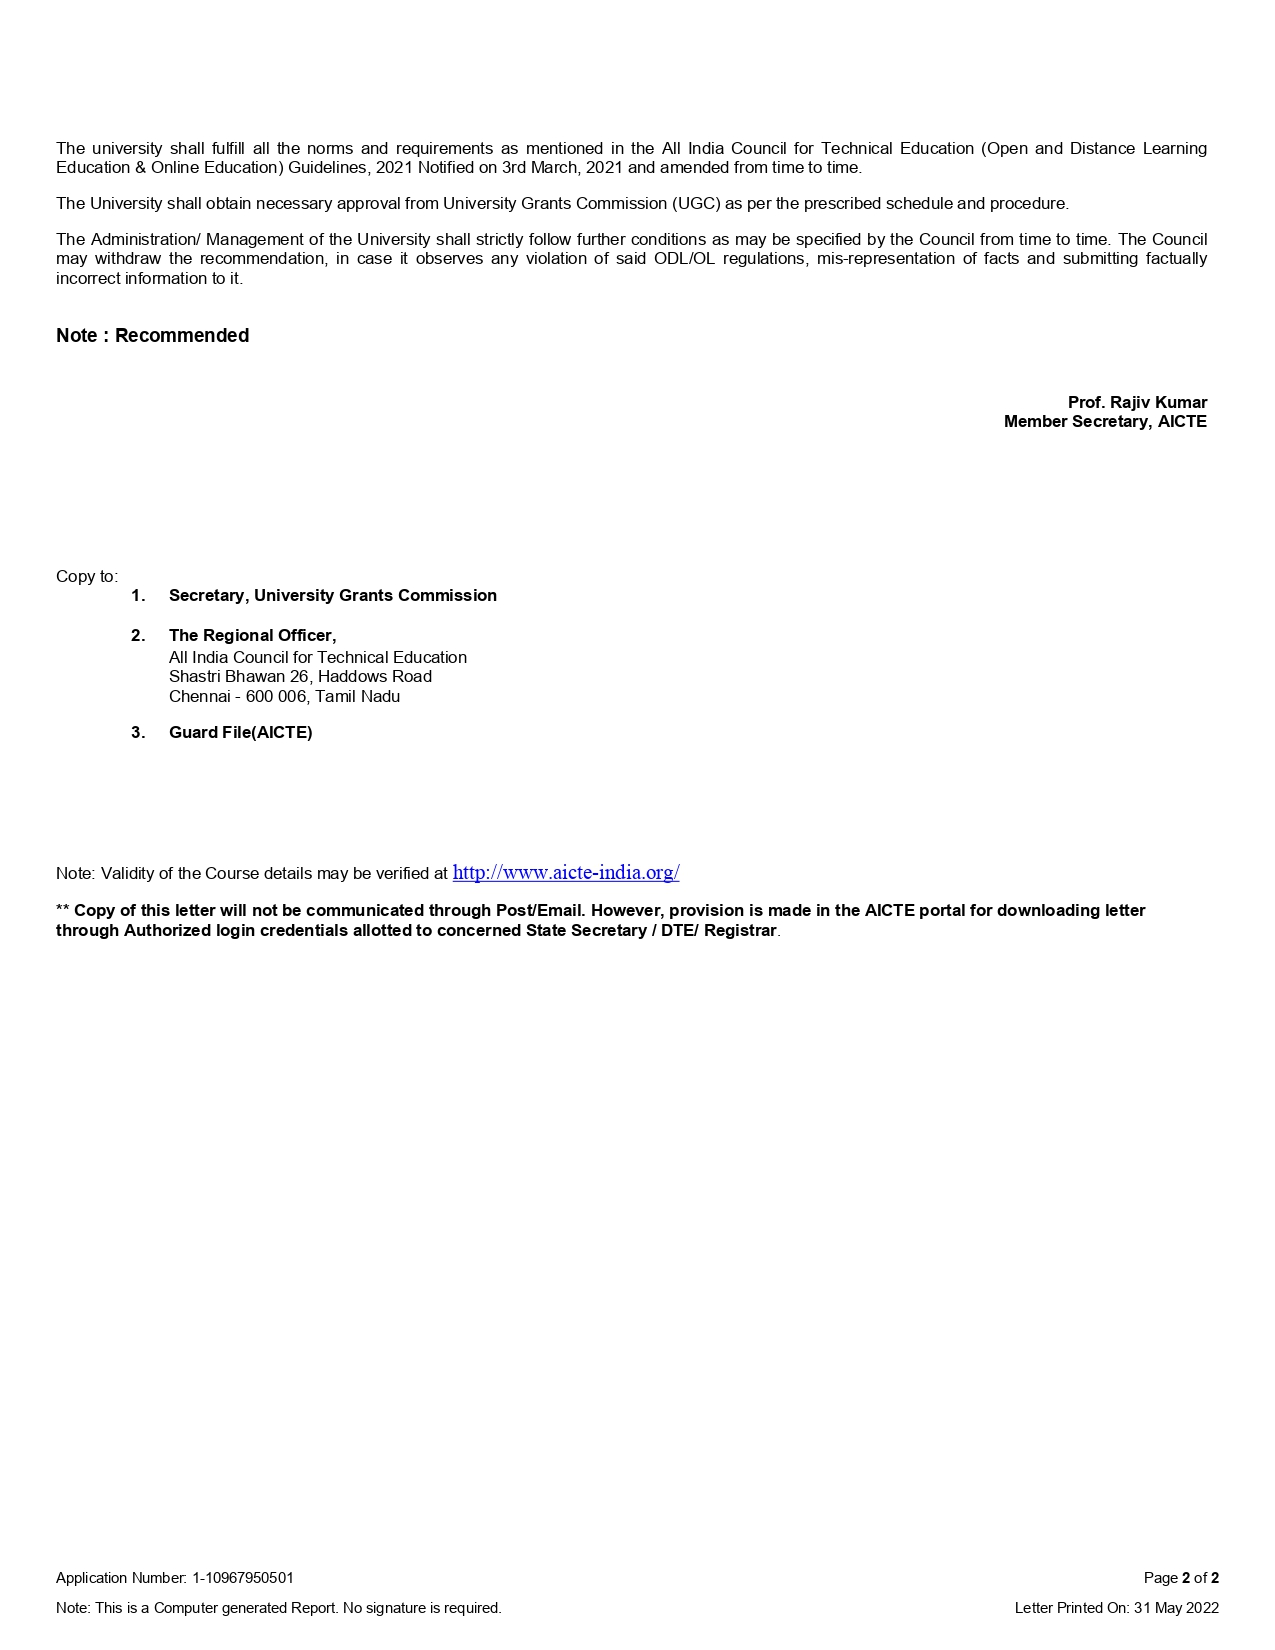 The university shall fulfill all the norms and requirements as mentioned in the All India Council for Technical Education (Open and Distance Learning
Education & Online Education) Guidelines, 2021 Notified on 3rd March, 2021 and amended from time to time.
The University shall obtain necessary approval from University Grants Commission (UGC) as per the prescribed schedule and procedure.
The Administration/ Management of the University shall strictly follow further conditions as may be specified by the Council from time to time. The Council
may withdraw the recommendation, in case it observes any violation of said ODL/OL regulations, mis-representation of facts and submitting factually
incorrect information to it.
Note : Recommended
Prof. Rajiv Kumar
Member Secretary, AICTE
Copy to:
1. Secretary, University Grants Commission
2. The Regional Officer,
All India Council for Technical Education
Shastri Bhawan 26, Haddows Road
Chennai - 600 006, Tamil Nadu
3. Guard File(AICTE)
Note: Validity of the Course details may be verified at http://www.aicte-india.org/
** Copy of this letter will not be communicated through Post/Email. However, provision is made in the AICTE portal for downloading letter
through Authorized login credentials allotted to concerned State Secretary / DTE/ Registrar.
Application Number: 1-10967950501 Page 2 of 2
Note: This is a Computer generated Report. No signature is required. Letter Printed On: 31 May 2022